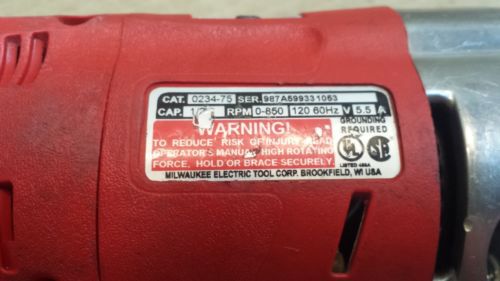 CAT. 0234-75 SER. 987A599331053
CAP. RPM 0-850 120 60Hz V 5.5 A
WARNING! GROUNDING
TO REDUCE RISK OF INJURY READ REQUIRED
OPERATOR'S MANUAL HIGH ROTATING
FORCE, HOLD OR BRACE SECURELY. LISTED
MILWAUKEE ELECTRIC TOOL CORP. BROOKFIELD, WI USA